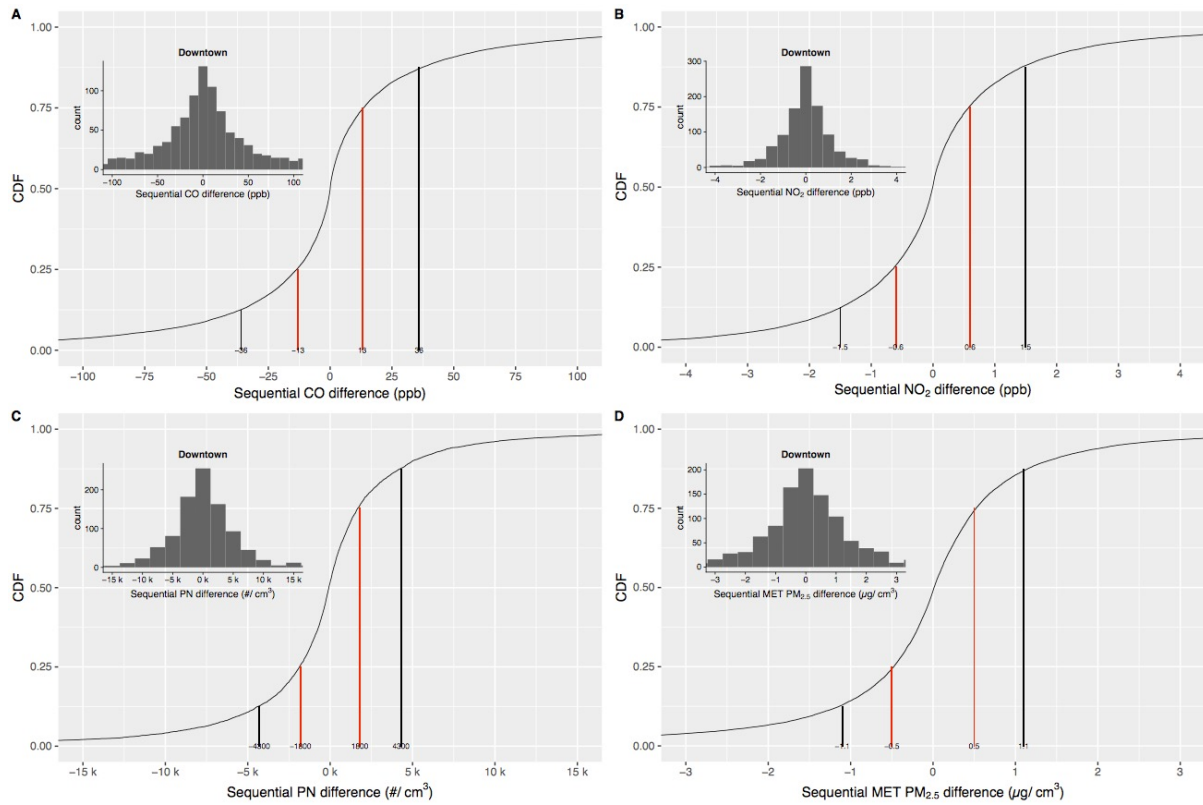 A
Downtown
count
100
50
0
−100
−50
0
50
100
Sequential CO difference (ppb)
CDF
1.00
0.75
0.50
0.25
0.00
−36
−13
13
36
−100
−75
−50
−25
0
25
50
75
100
Sequential CO difference (ppb)
B
Downtown
count
300
200
100
0
−4
−2
0
2
4
Sequential NO₂ difference (ppb)
CDF
1.00
0.75
0.50
0.25
0.00
−1.5
−0.6
0.6
1.5
−4
−3
−2
−1
0
1
2
3
4
Sequential NO₂ difference (ppb)
C
Downtown
count
200
100
0
−15 k
−10 k
−5 k
0 k
5 k
10 k
15 k
Sequential PN difference (#/ cm³)
CDF
1.00
0.75
0.50
0.25
0.00
−4300
−1800
1800
4300
−15 k
−10 k
−5 k
0 k
5 k
10 k
15 k
Sequential PN difference (#/ cm³)
D
Downtown
count
200
150
100
50
0
−3
−2
−1
0
1
2
3
Sequential MET PM₂.₅ difference (µg/ cm³)
CDF
1.00
0.75
0.50
0.25
0.00
−1.1
−0.5
0.5
1.1
−3
−2
−1
0
1
2
3
Sequential MET PM₂.₅ difference (µg/ cm³)